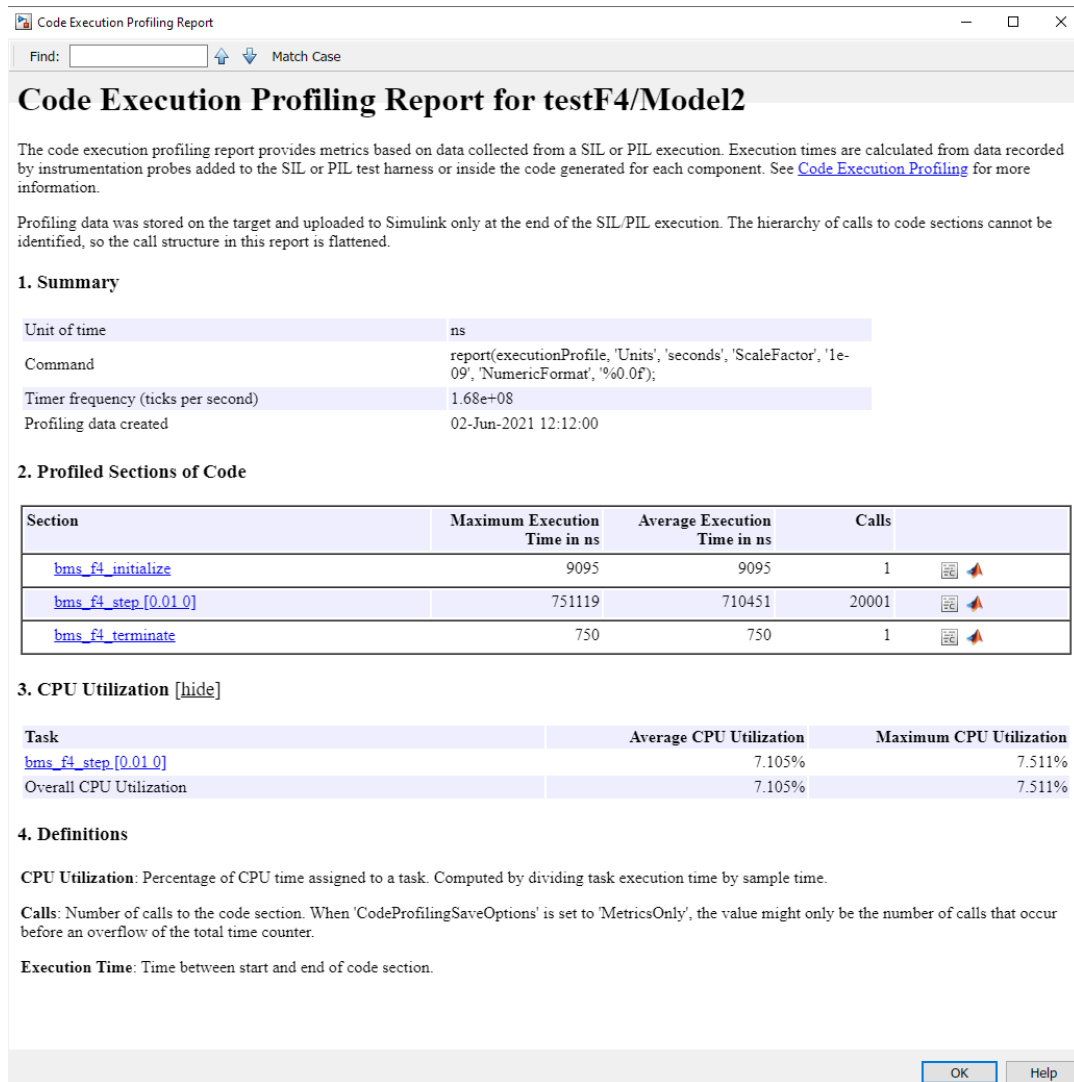 Code Execution Profiling Report
Find:
Match Case
Code Execution Profiling Report for testF4/Model2
The code execution profiling report provides metrics based on data collected from a SIL or PIL execution. Execution times are calculated from data recorded
by instrumentation probes added to the SIL or PIL test harness or inside the code generated for each component. See Code Execution Profiling for more
information.
Profiling data was stored on the target and uploaded to Simulink only at the end of the SIL/PIL execution. The hierarchy of calls to code sections cannot be
identified, so the call structure in this report is flattened.
1. Summary
Unit of time ns
Command report(executionProfile, 'Units', 'seconds', 'ScaleFactor', '1e-
09', 'NumericFormat', '%0.0f');
Timer frequency (ticks per second) 1.68e+08
Profiling data created 02-Jun-2021 12:12:00
2. Profiled Sections of Code
Section Maximum Execution Average Execution Calls
Time in ns Time in ns
bms_f4_initialize 9095 9095 1
bms_f4_step [0.01 0] 751119 710451 20001
bms_f4_terminate 750 750 1
3. CPU Utilization [hide]
Task Average CPU Utilization Maximum CPU Utilization
bms_f4_step [0.01 0] 7.105% 7.511%
Overall CPU Utilization 7.105% 7.511%
4. Definitions
CPU Utilization: Percentage of CPU time assigned to a task. Computed by dividing task execution time by sample time.
Calls: Number of calls to the code section. When 'CodeProfilingSaveOptions' is set to 'MetricsOnly', the value might only be the number of calls that occur
before an overflow of the total time counter.
Execution Time: Time between start and end of code section.
OK Help